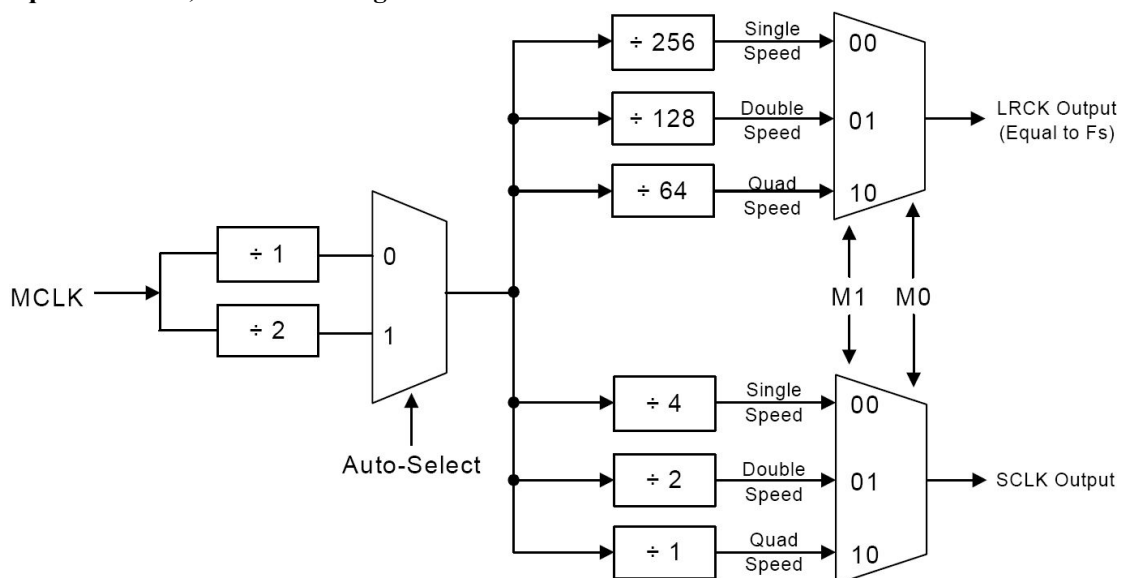 ÷ 256
Single
Speed
00
÷ 128
Double
Speed
01
LRCK Output
(Equal to Fs)
÷ 64
Quad
Speed
10
MCLK
÷ 1
0
÷ 2
1
Auto-Select
M1
M0
÷ 4
Single
Speed
00
÷ 2
Double
Speed
01
SCLK Output
÷ 1
Quad
Speed
10